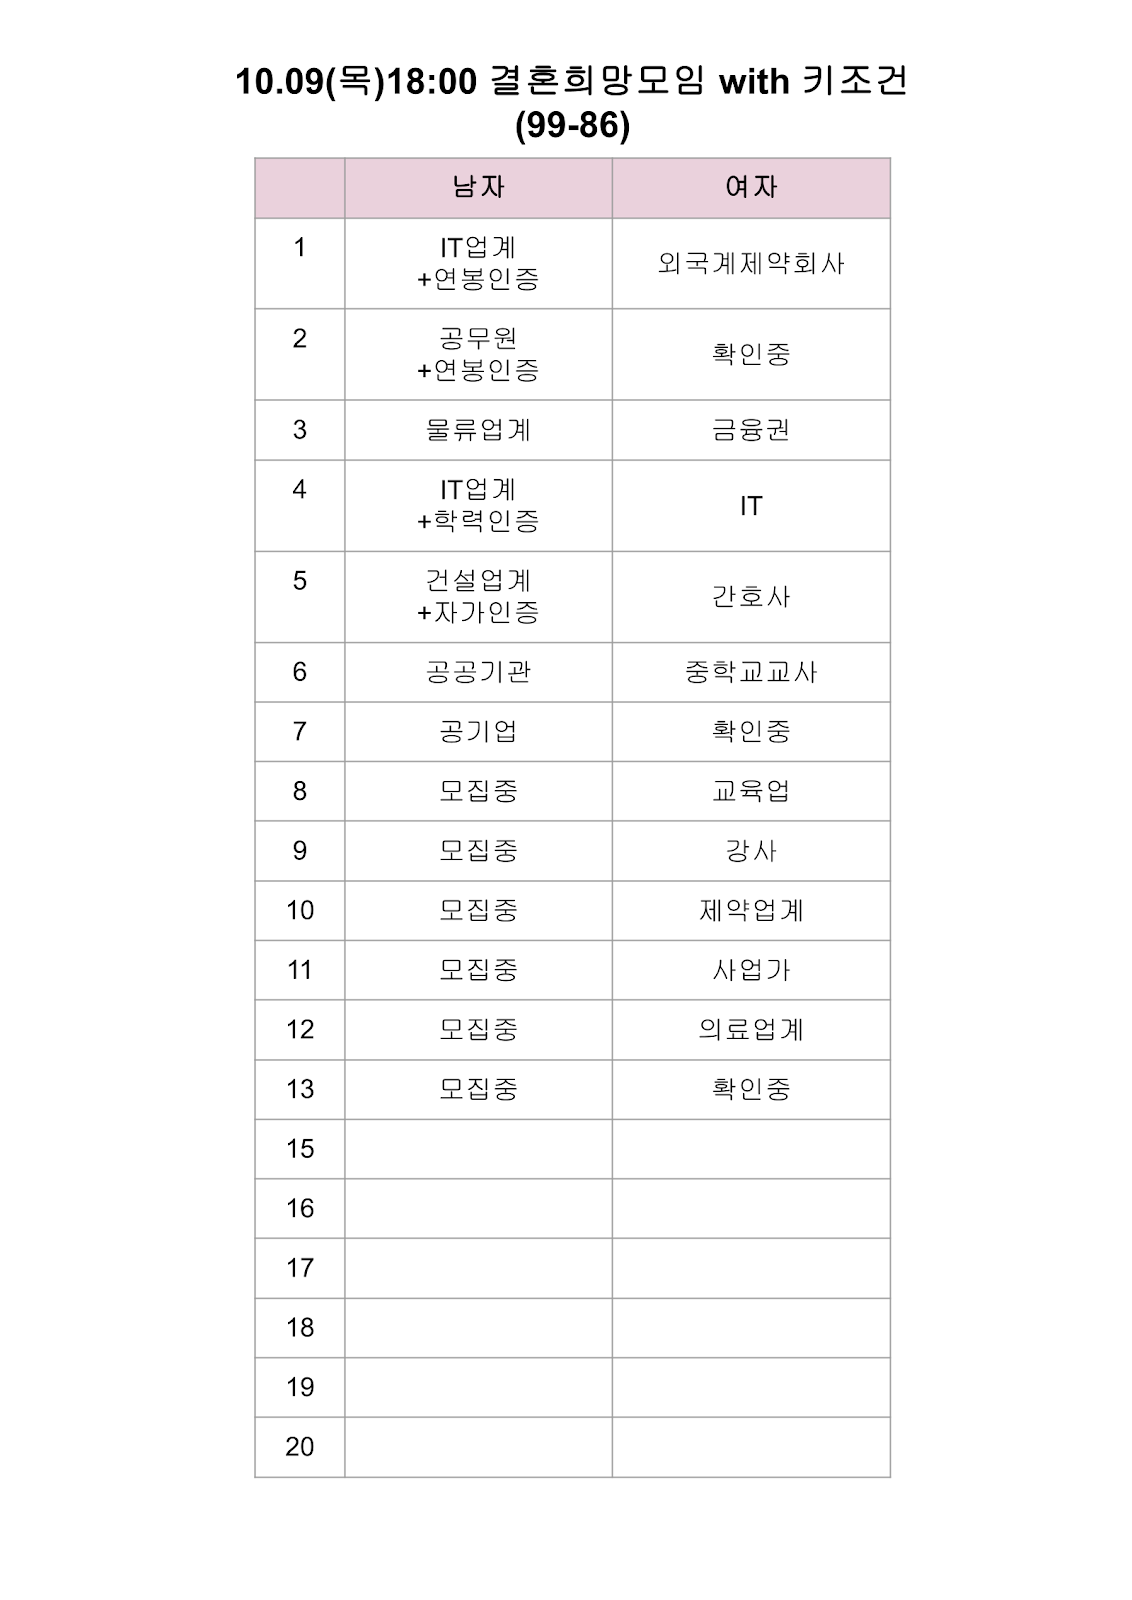 10.09(목)18:00 결혼희망모임 with 키조건
(99-86)
남자 여자
1 IT업계
+연봉인증 외국계제약회사
2 공무원
+연봉인증 확인중
3 물류업계 금융권
4 IT업계
+학력인증 IT
5 건설업계
+자가인증 간호사
6 공공기관 중학교교사
7 공기업 확인중
8 모집중 교육업
9 모집중 강사
10 모집중 제약업계
11 모집중 사업가
12 모집중 의료업계
13 모집중 확인중
15
16
17
18
19
20